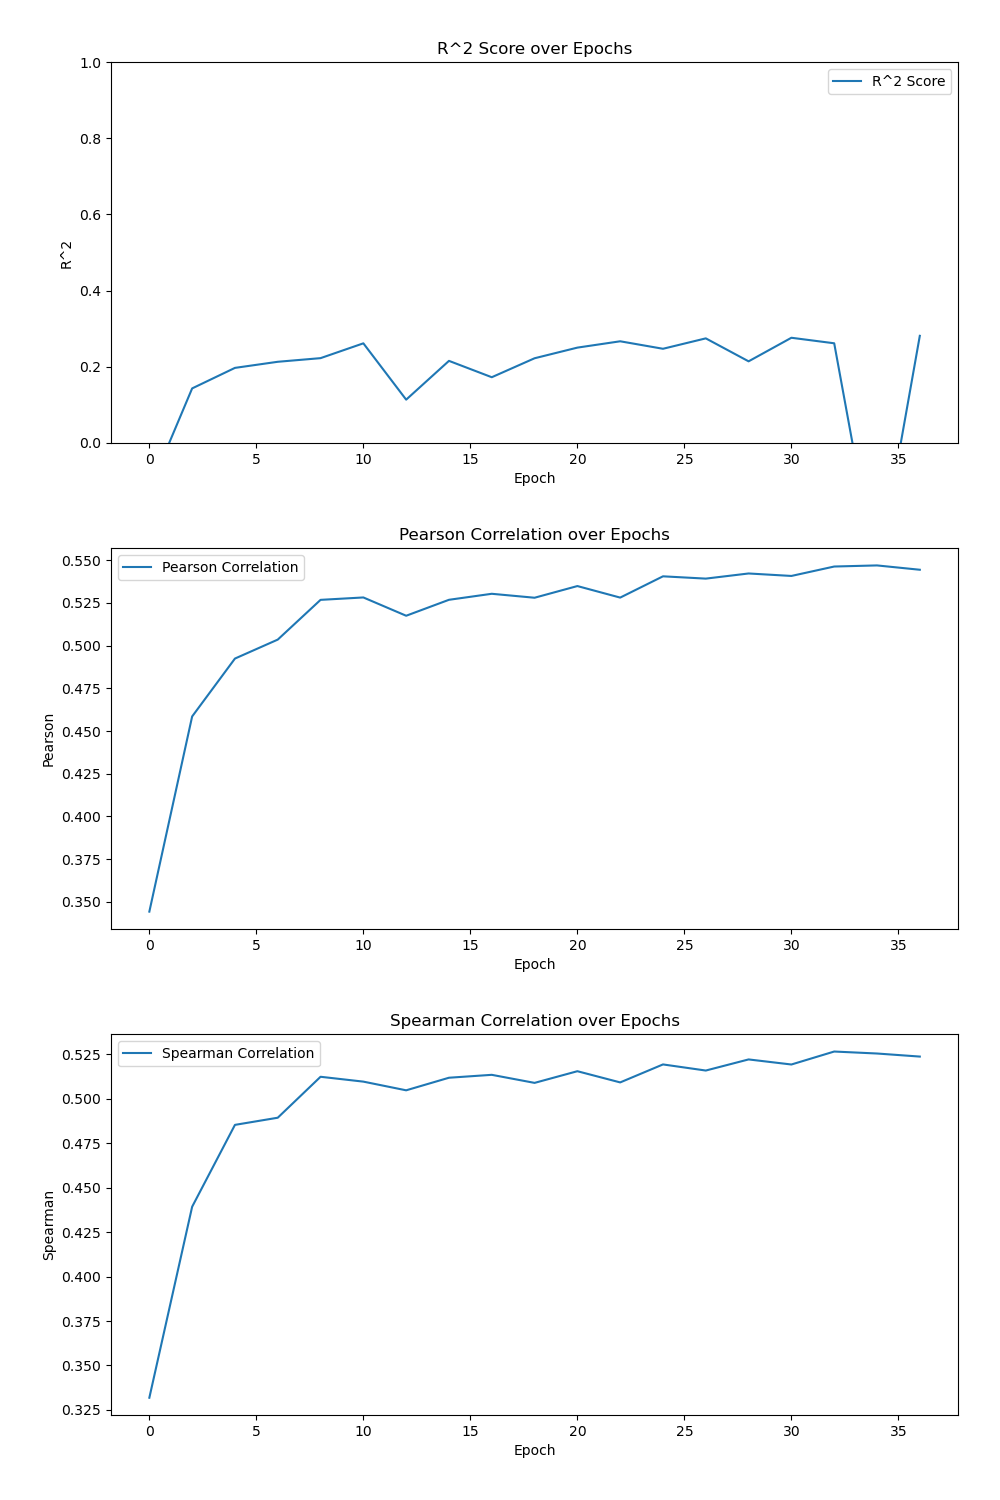 R^2 Score over Epochs
1.0
R^2 Score
0.8
0.6
R^2
0.4
0.2
0.0
0 5 10 15 20 25 30 35
Epoch
Pearson Correlation over Epochs
0.550
Pearson Correlation
0.525
0.500
0.475
0.450
Pearson
0.425
0.400
0.375
0.350
0 5 10 15 20 25 30 35
Epoch
Spearman Correlation over Epochs
0.525
Spearman Correlation
0.500
0.475
0.450
0.425
Spearman
0.400
0.375
0.350
0.325
0 5 10 15 20 25 30 35
Epoch